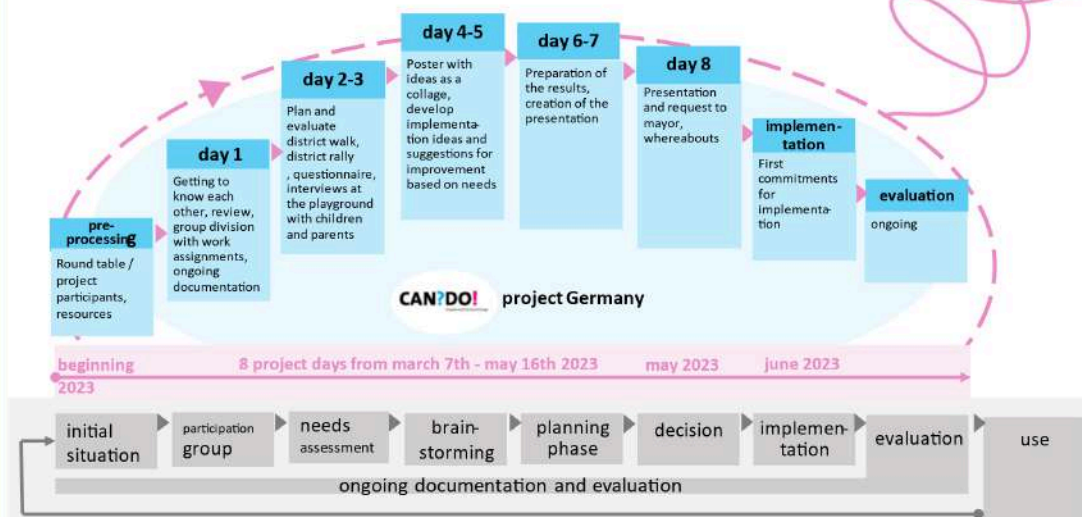 pre-
processing
Round table /
project
participants,
resources
day 1
Getting to
know each
other, review,
group division
with work
assignments,
ongoing
documentation
day 2-3
Plan and
evaluate
district walk,
district rally
, questionnaire,
interviews at
the playground
with children
and parents
day 4-5
Poster with
ideas as a
collage,
develop
implementa-
tion ideas and
suggestions for
improvement
based on needs
day 6-7
Preparation of
the results,
creation of the
presentation
day 8
Presentation
and request to
mayor,
whereabouts
implemen-
tation
First
commitments
for
implementa-
tion
evaluation
ongoing
CAN?DO!
project Germany
beginning
2023
8 project days from march 7th - may 16th 2023
may 2023
june 2023
initial
situation
participation
group
needs
assessment
brain-
storming
planning
phase
decision
implemen-
tation
evaluation
use
ongoing documentation and evaluation